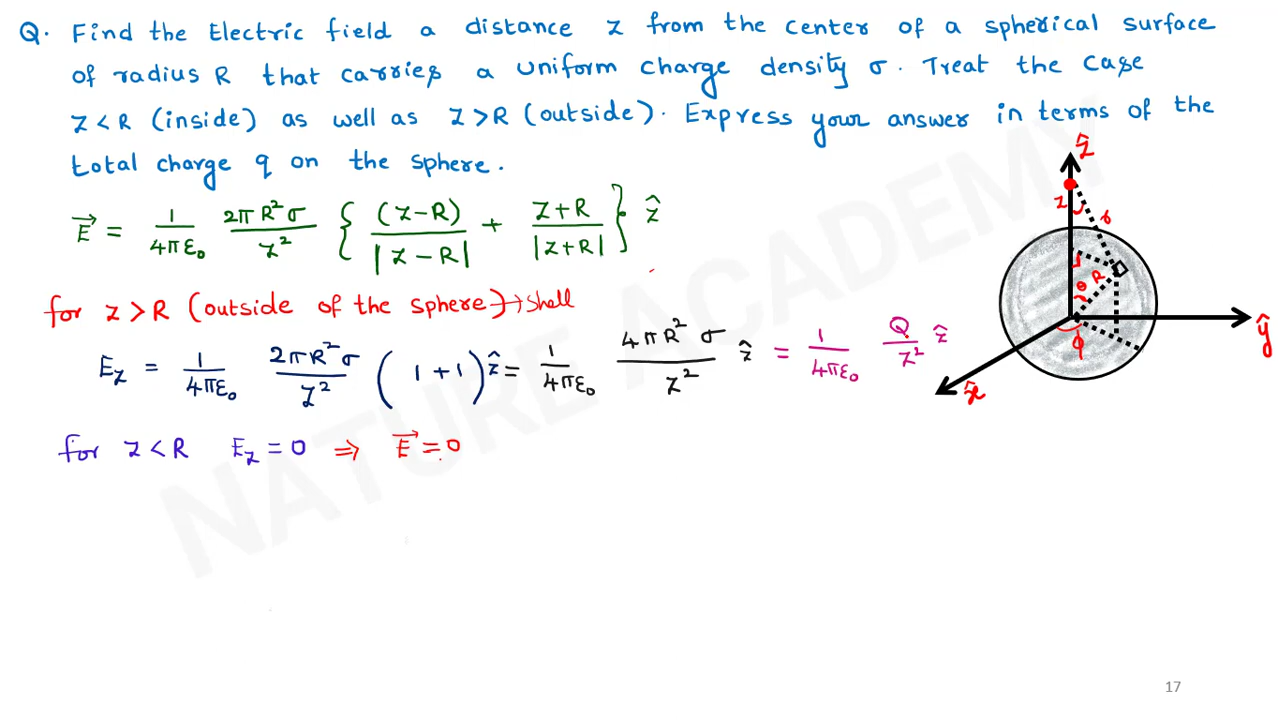 Q. Find the Electric field a distance z from the center of a spherical surface
of radius R that carries a uniform charge density σ. Treat the case
z < R (inside) as well as z > R (outside). Express your answer in terms of the
total charge q on the sphere.
E⃗ = 1/4πε₀ 2πR²σ/z² { (z-R)/|z-R| + z+R/|z+R| } ẑ
for z > R (outside of the sphere) → shell
E_z = 1/4πε₀ 2πR²σ/z² (1+1) ẑ = 1/4πε₀ 4πR²σ/z² ẑ = 1/4πε₀ Q/z² ẑ
for z < R E_z = 0 ⇒ E⃗ = 0
ẑ
z
r
R
θ
ϕ
ŷ
x̂
NATURE ACADEMY
17